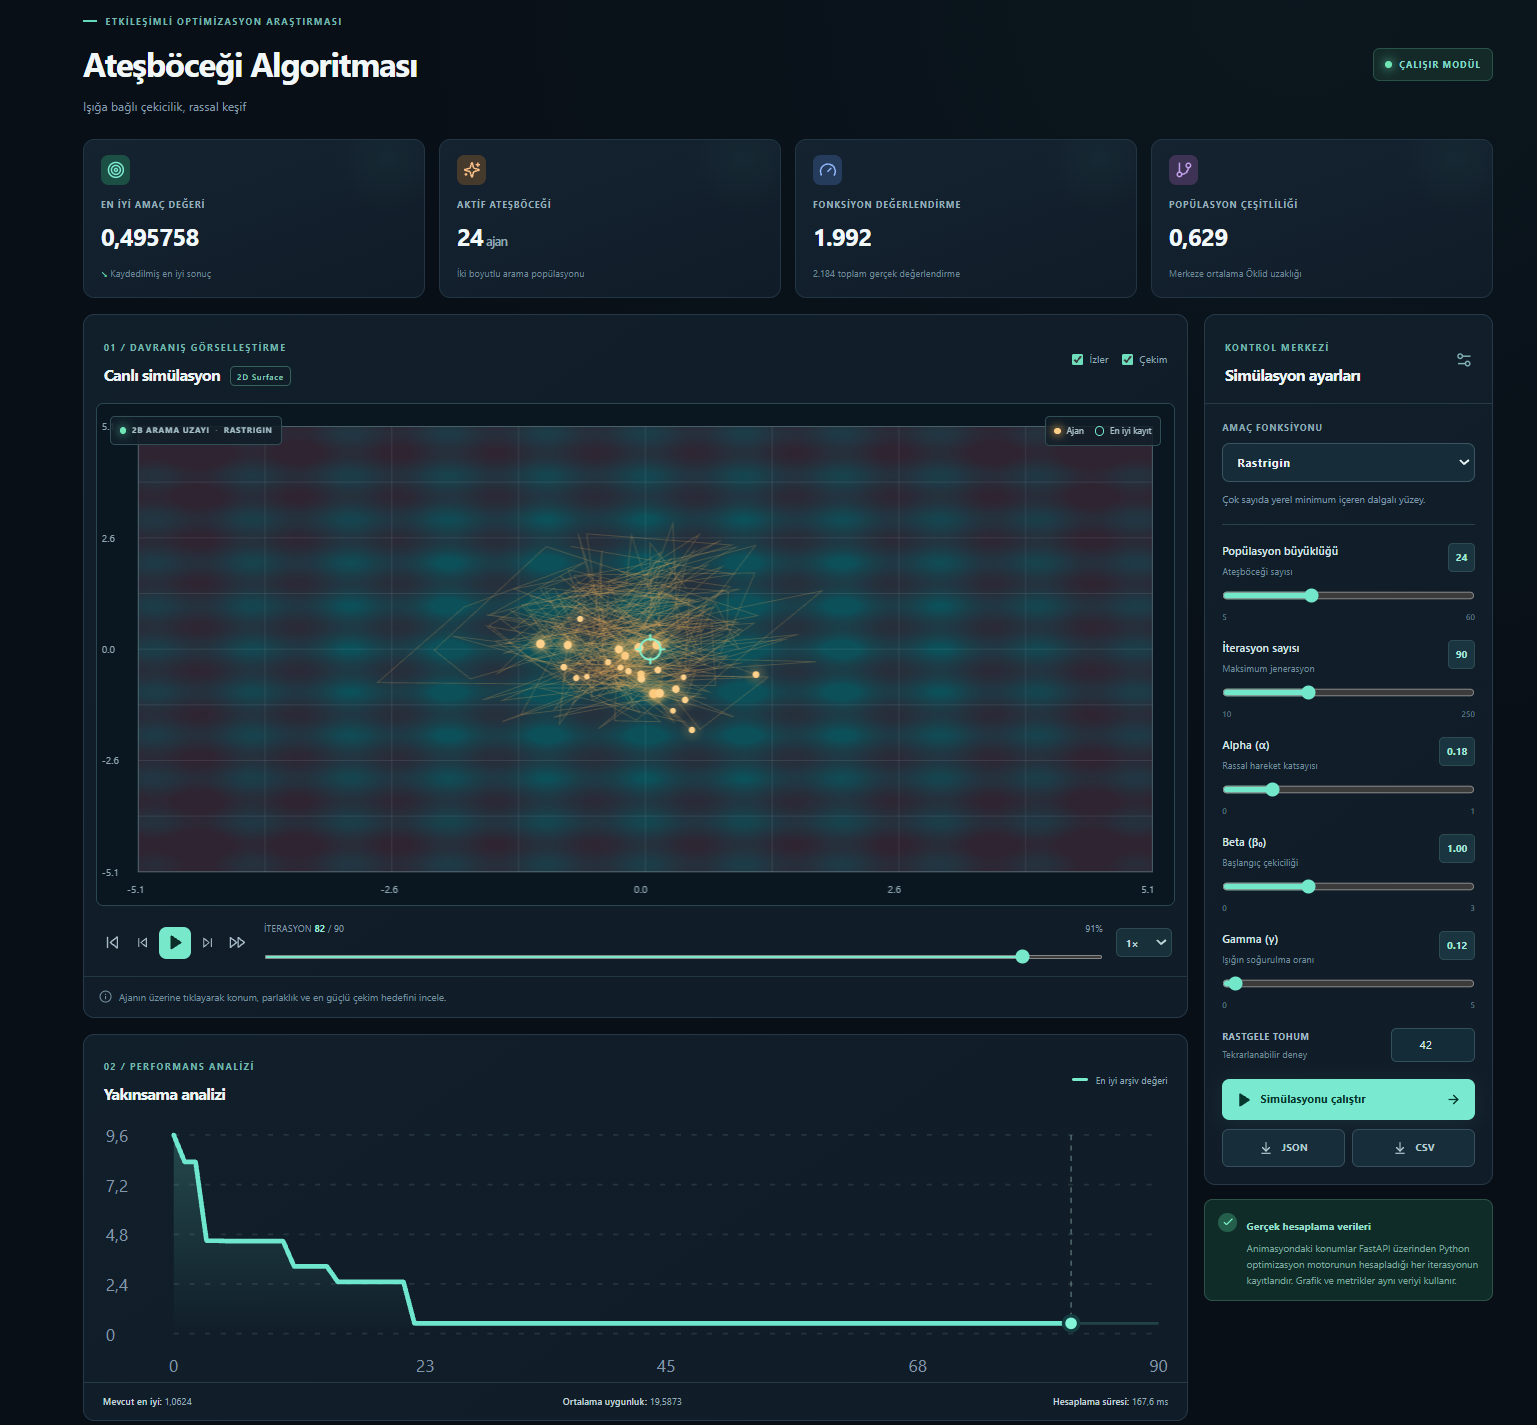 ETKİLEŞİMLİ OPTİMİZASYON ARAŞTIRMASI
Ateşböceği Algoritması
ÇALIŞIR MODÜL
Işığa bağlı çekicilik, rassal keşif
EN İYİ AMAÇ DEĞERİ
0,495758
↘ Kaydedilmiş en iyi sonuç
AKTİF ATEŞBÖCEĞİ
24 ajan
İki boyutlu arama popülasyonu
FONKSİYON DEĞERLENDİRME
1.992
2.184 toplam gerçek değerlendirme
POPÜLASYON ÇEŞİTLİLİĞİ
0,629
Merkeze ortalama Öklid uzaklığı
01 / DAVRANIŞ GÖRSELLEŞTİRME
Canlı simülasyon
2D Surface
İzler
Çekim
5.
2B ARAMA UZAYI · RASTRIGIN
Ajan
En iyi kayıt
2.6
0.0
-2.6
-5.1
-5.1
-2.6
0.0
2.6
5.1
İTERASYON 82 / 90
91%
1×
Ajanın üzerine tıklayarak konum, parlaklık ve en güçlü çekim hedefini incele.
02 / PERFORMANS ANALİZİ
Yakınsama analizi
En iyi arşiv değeri
9,6
7,2
4,8
2,4
0
0
23
45
68
90
Mevcut en iyi: 1,0624
Ortalama uygunluk: 19,5873
Hesaplama süresi: 167,6 ms
KONTROL MERKEZİ
Simülasyon ayarları
AMAÇ FONKSİYONU
Rastrigin
Çok sayıda yerel minimum içeren dalgalı yüzey.
Popülasyon büyüklüğü
24
Ateşböceği sayısı
5
60
İterasyon sayısı
90
Maksimum jenerasyon
10
250
Alpha (α)
0.18
Rassal hareket katsayısı
0
1
Beta (β₀)
1.00
Başlangıç çekiciliği
0
3
Gamma (γ)
0.12
Işığın soğurulma oranı
0
5
RASTGELE TOHUM
42
Tekrarlanabilir deney
Simülasyonu çalıştır
JSON
CSV
Gerçek hesaplama verileri
Animasyondaki konumlar FastAPI üzerinden Python
optimizasyon motorunun hesapladığı her iterasyonun
kayıtlarıdır. Grafik ve metrikler aynı veriyi kullanır.